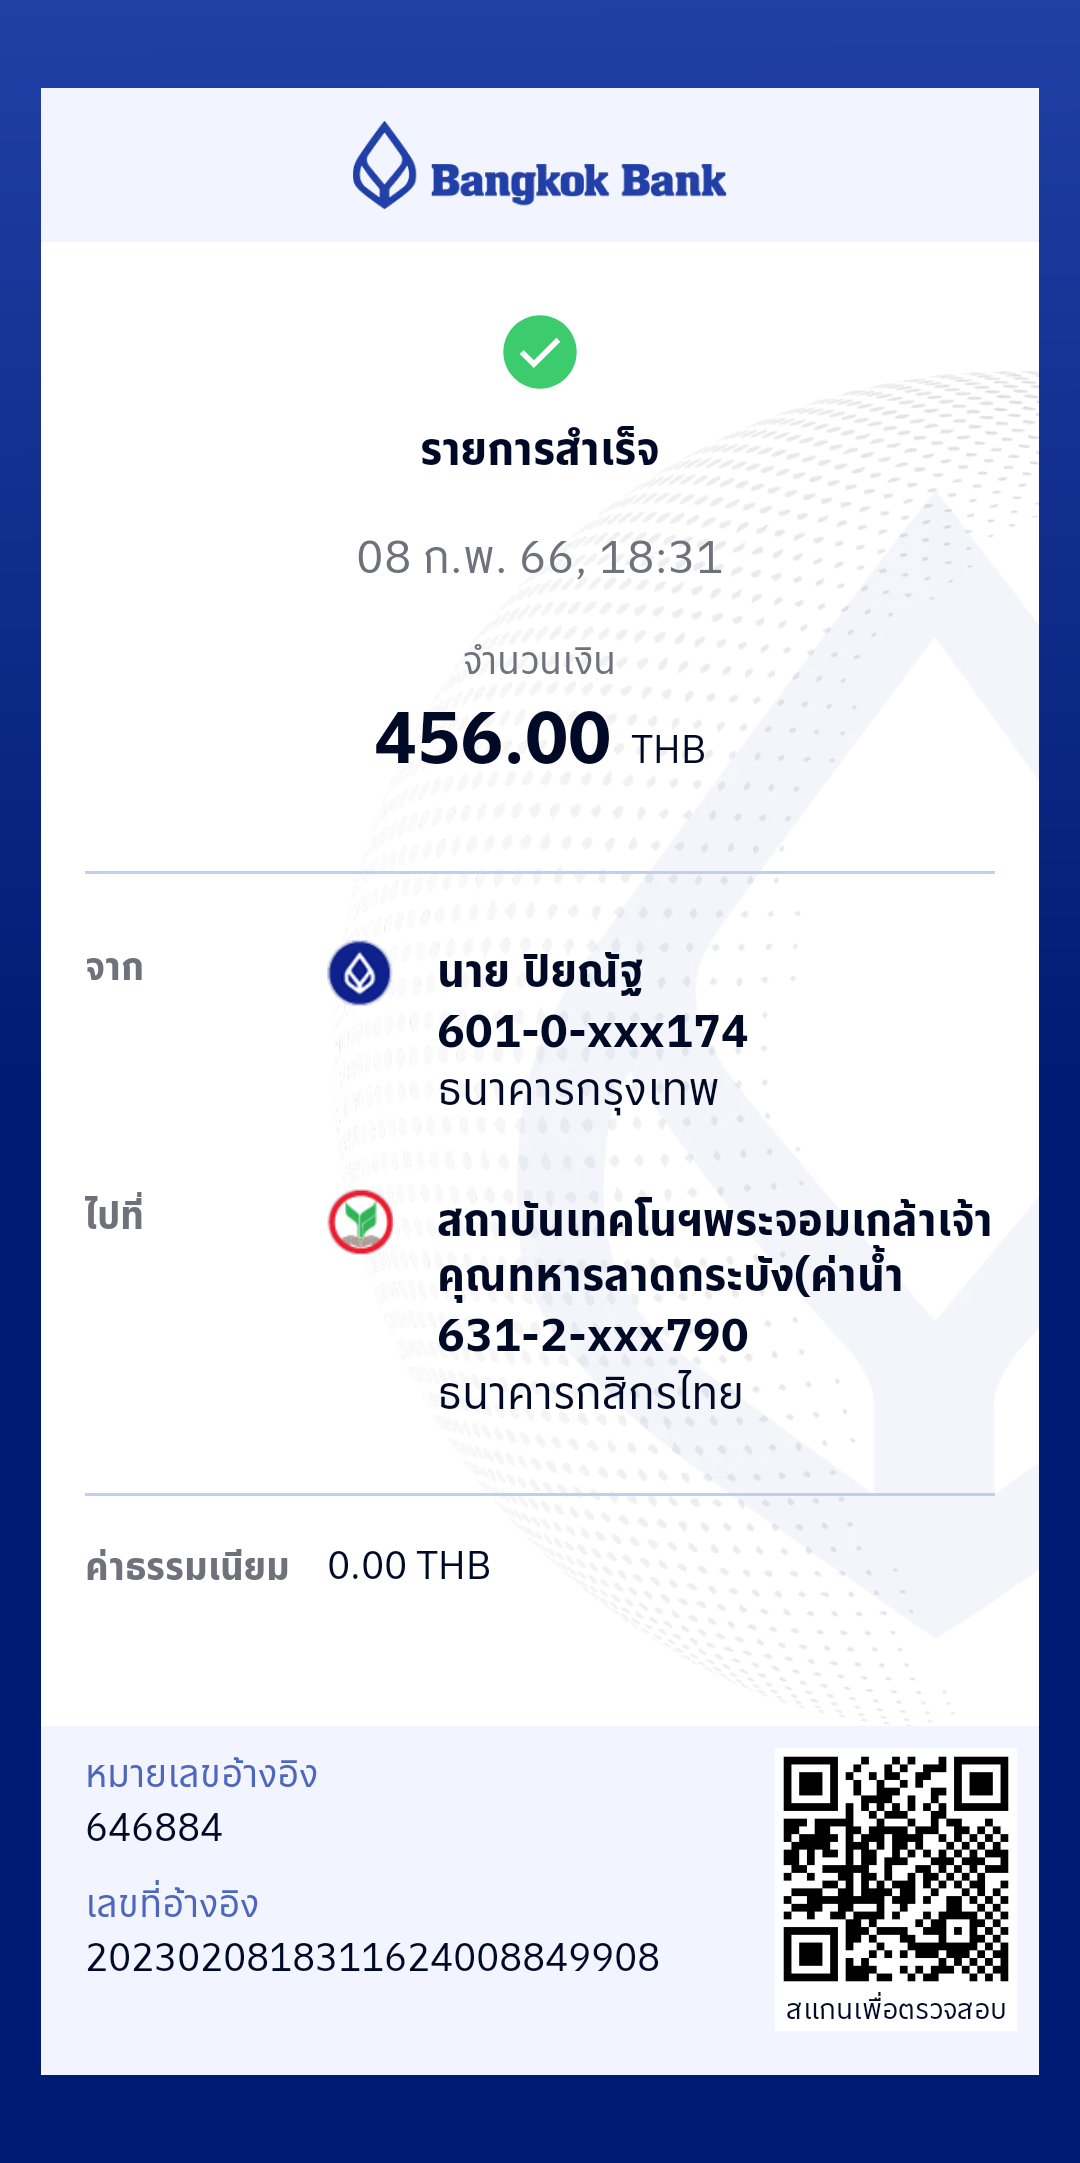 Bangkok Bank
รายการสำเร็จ
08 ก.พ. 66, 18:31
จำนวนเงิน
456.00 THB
จาก
นาย ปิยณัฐ
601-0-xxx174
ธนาคารกรุงเทพ
ไปที่
สถาบันเทคโนฯพระจอมเกล้าเจ้า
คุณทหารลาดกระบัง(ค่าน้ำ
631-2-xxx790
ธนาคารกสิกรไทย
ค่าธรรมเนียม 0.00 THB
หมายเลขอ้างอิง
646884
เลขที่อ้างอิง
2023020818311624008849908
สแกนเพื่อตรวจสอบ